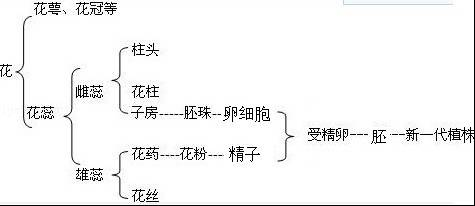 花萼、花冠等
柱头
花
雌蕊
花柱
花蕊
子房-----胚珠--卵细胞
受精卵---胚---新一代植株
花药---花粉---精子
雄蕊
花丝